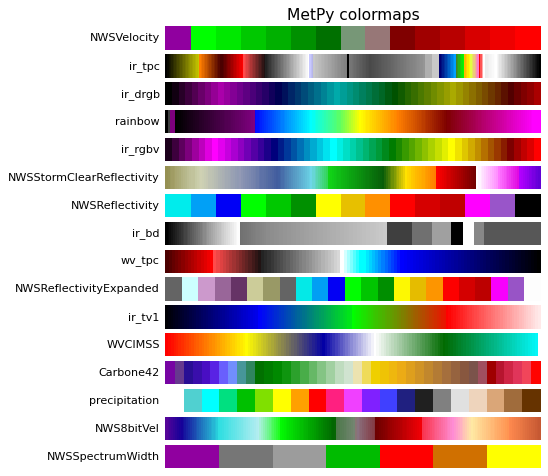 MetPy colormaps
NWSVelocity
ir_tpc
ir_drgb
rainbow
ir_rgbv
NWSStormClearReflectivity
NWSReflectivity
ir_bd
wv_tpc
NWSReflectivityExpanded
ir_tv1
WVCIMSS
Carbone42
precipitation
NWS8bitVel
NWSSpectrumWidth